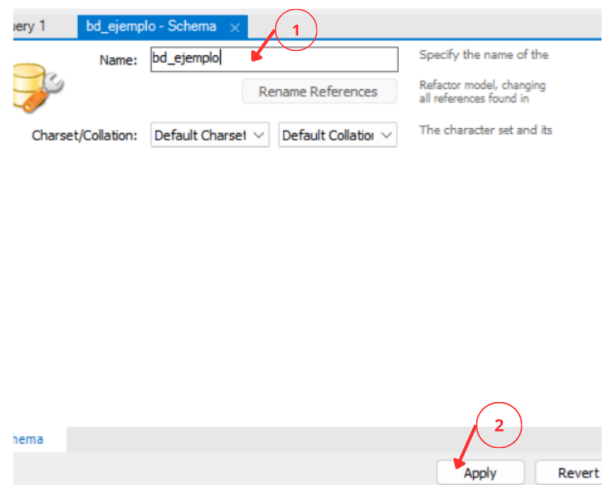 uery 1 bd_ejemplo - Schema ×
1
Name: bd_ejemplo Specify the name of the
Rename References Refactor model, changing
all references found in
Charset/Collation: Default Charset Default Collation The character set and its
2
hema
Apply Revert